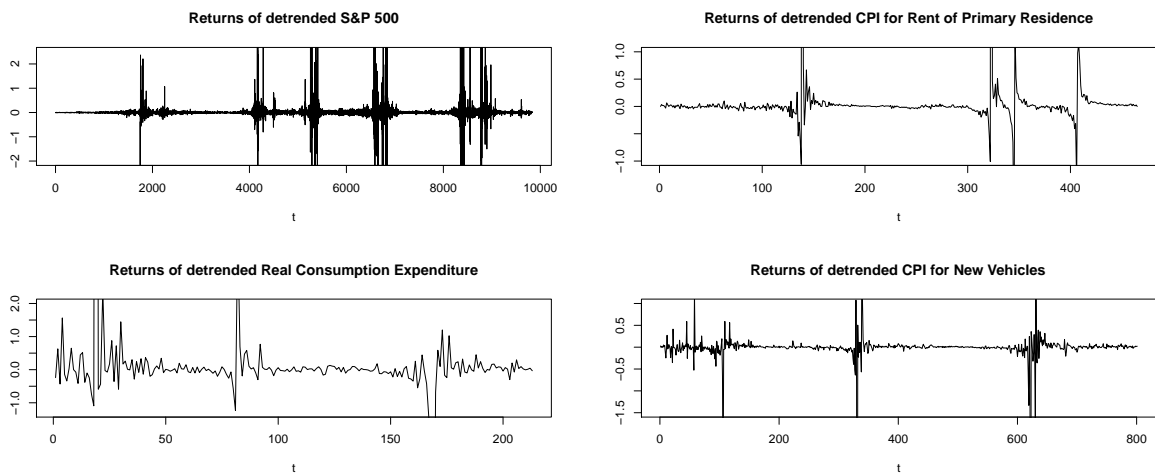 Returns of detrended S&P 500
2
1
0
−1
−2
0 2000 4000 6000 8000 10000
t
Returns of detrended CPI for Rent of Primary Residence
1.0
0.5
0.0
−1.0
0 100 200 300 400
t
Returns of detrended Real Consumption Expenditure
2.0
1.0
0.0
−1.0
0 50 100 150 200
t
Returns of detrended CPI for New Vehicles
0.5
−0.5
−1.5
0 200 400 600 800
t